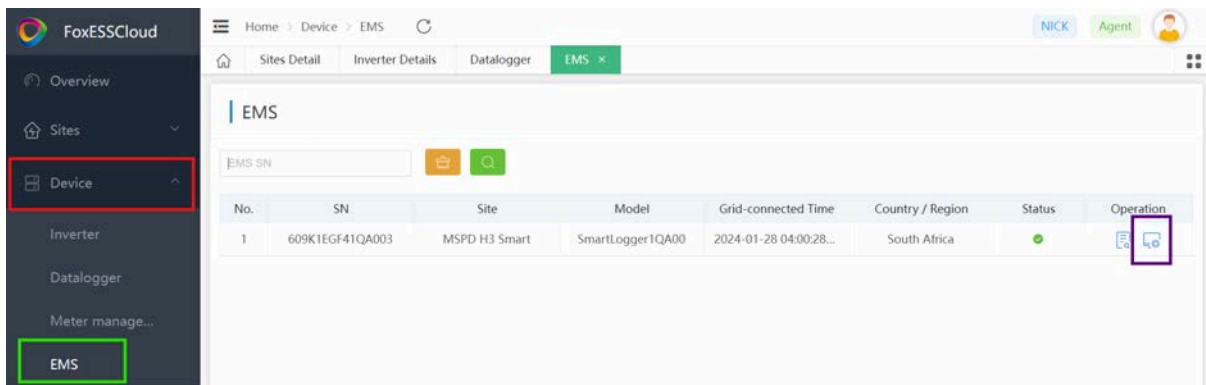 FoxESSCloud
Home > Device > EMS
NICK
Agent
Sites Detail
Inverter Details
Datalogger
EMS ×
Overview
Sites
Device
Inverter
Datalogger
Meter manage...
EMS
EMS
EMS SN
No. SN Site Model Grid-connected Time Country / Region Status Operation
1 609K1EGF41QA003 MSPD H3 Smart SmartLogger1QA00 2024-01-28 04:00:28... South Africa